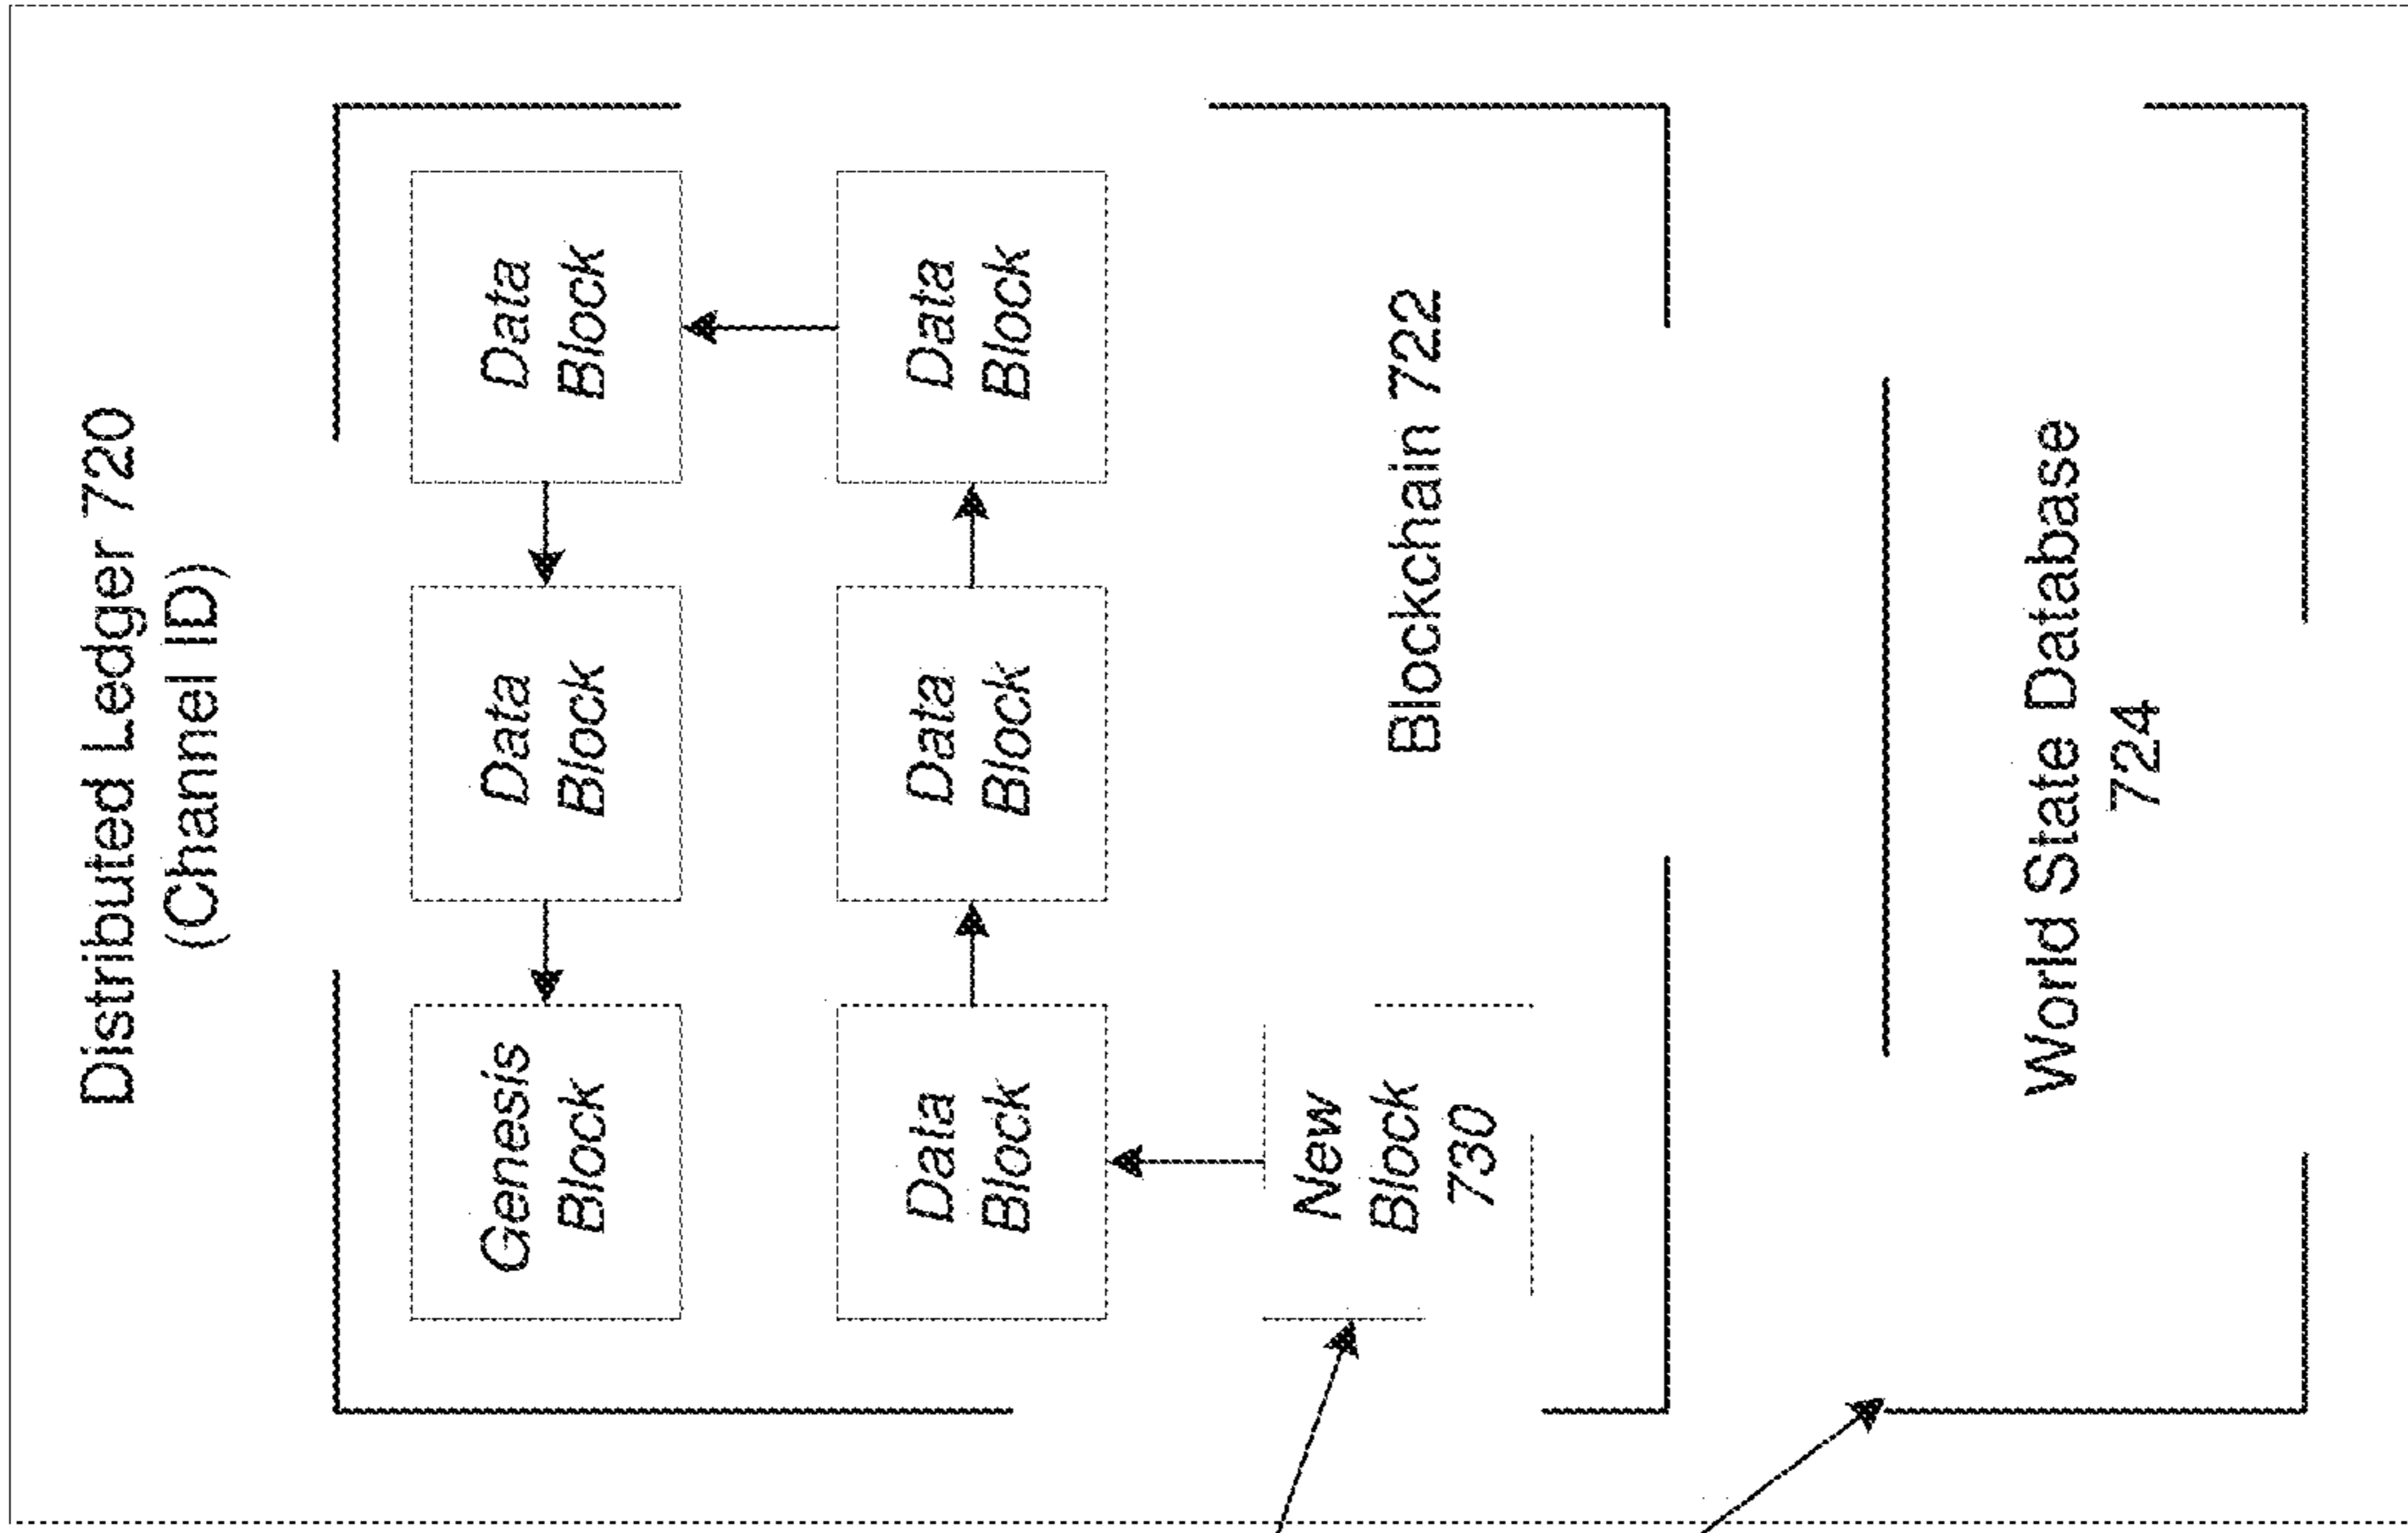 Distributed Ledger 720
(Channel ID)
Genesis
Block
Data
Block
Data
Block
Data
Block
Data
Block
Data
Block
New
Block
730
Blockchain 722
World State Database
724